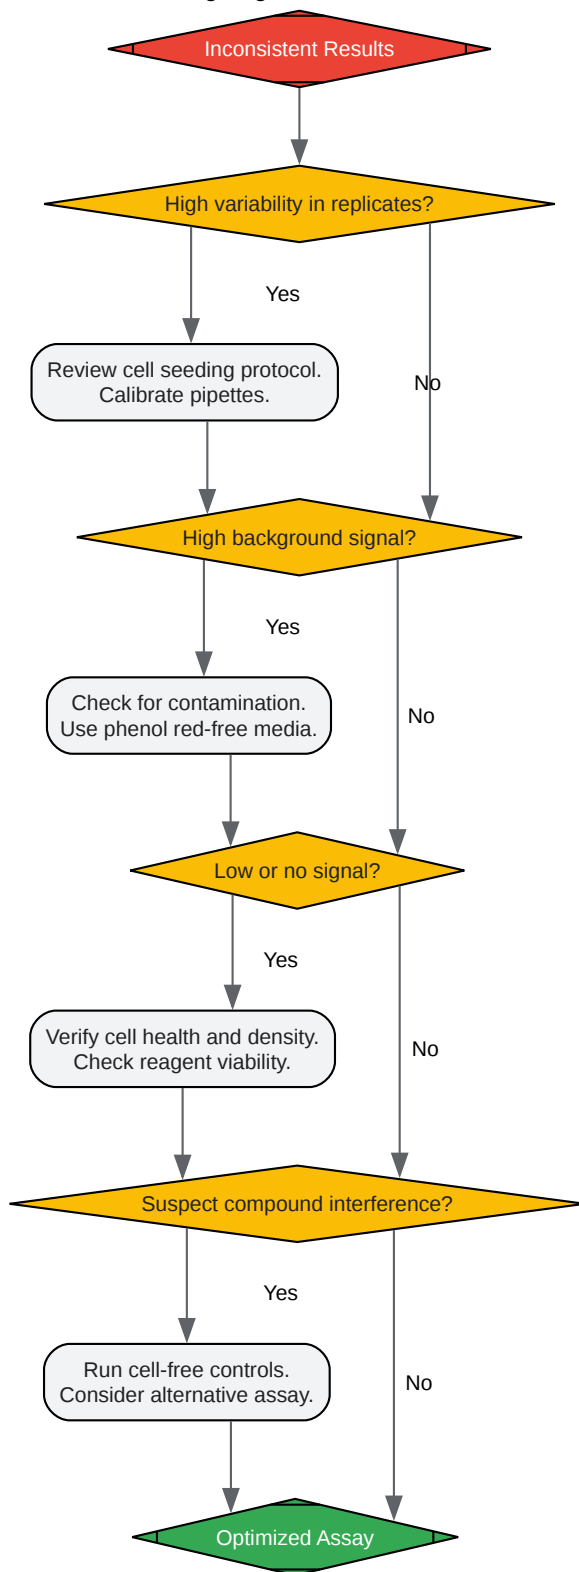 Inconsistent Results
High variability in replicates?
Yes
Review cell seeding protocol.
Calibrate pipettes.
No
High background signal?
Yes
Check for contamination.
Use phenol red-free media.
No
Low or no signal?
Yes
Verify cell health and density.
Check reagent viability.
No
Suspect compound interference?
Yes
Run cell-free controls.
Consider alternative assay.
No
Optimized Assay